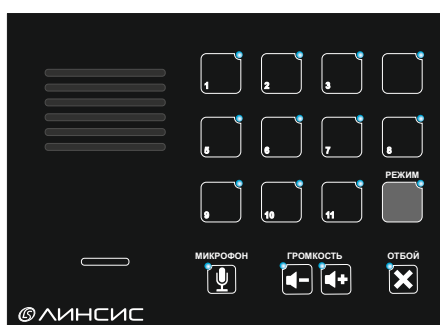 1 2 3
5 6 7 8
РЕЖИМ
9 10 11
МИКРОФОН ГРОМКОСТЬ ОТБОЙ
ЛИНСИС